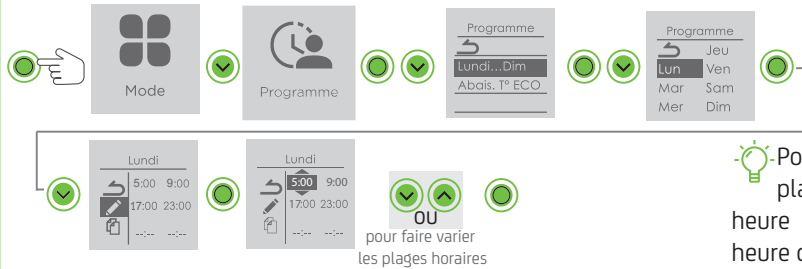 Mode
Programme
Programme
Lundi...Dim
Abais. T° ECO
Programme
Jeu
Lun Ven
Mar Sam
Mer Dim
Lundi
5:00 9:00
17:00 23:00
--:-- --:--
Lundi
5:00 9:00
17:00 23:00
--:-- --:--
OU
pour faire varier
les plages horaires
heure